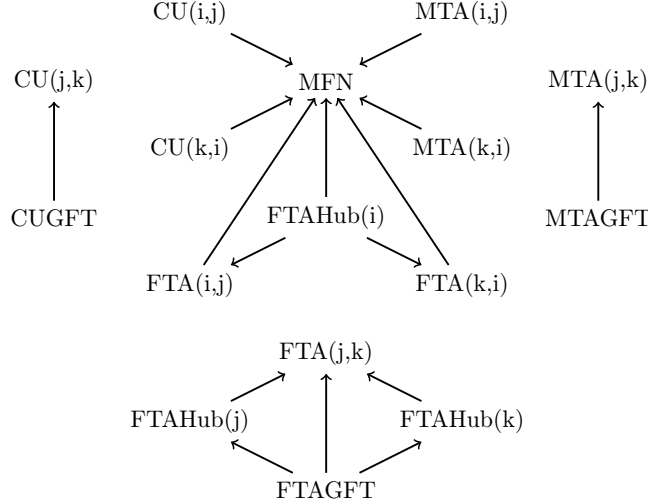 CU(i,j) MTA(i,j)
CU(j,k) MFN MTA(j,k)
CU(k,i) MTA(k,i)
CUGFT FTAHub(i) MTAGFT
FTA(i,j) FTA(k,i)
FTA(j,k)
FTAHub(j) FTAHub(k)
FTAGFT